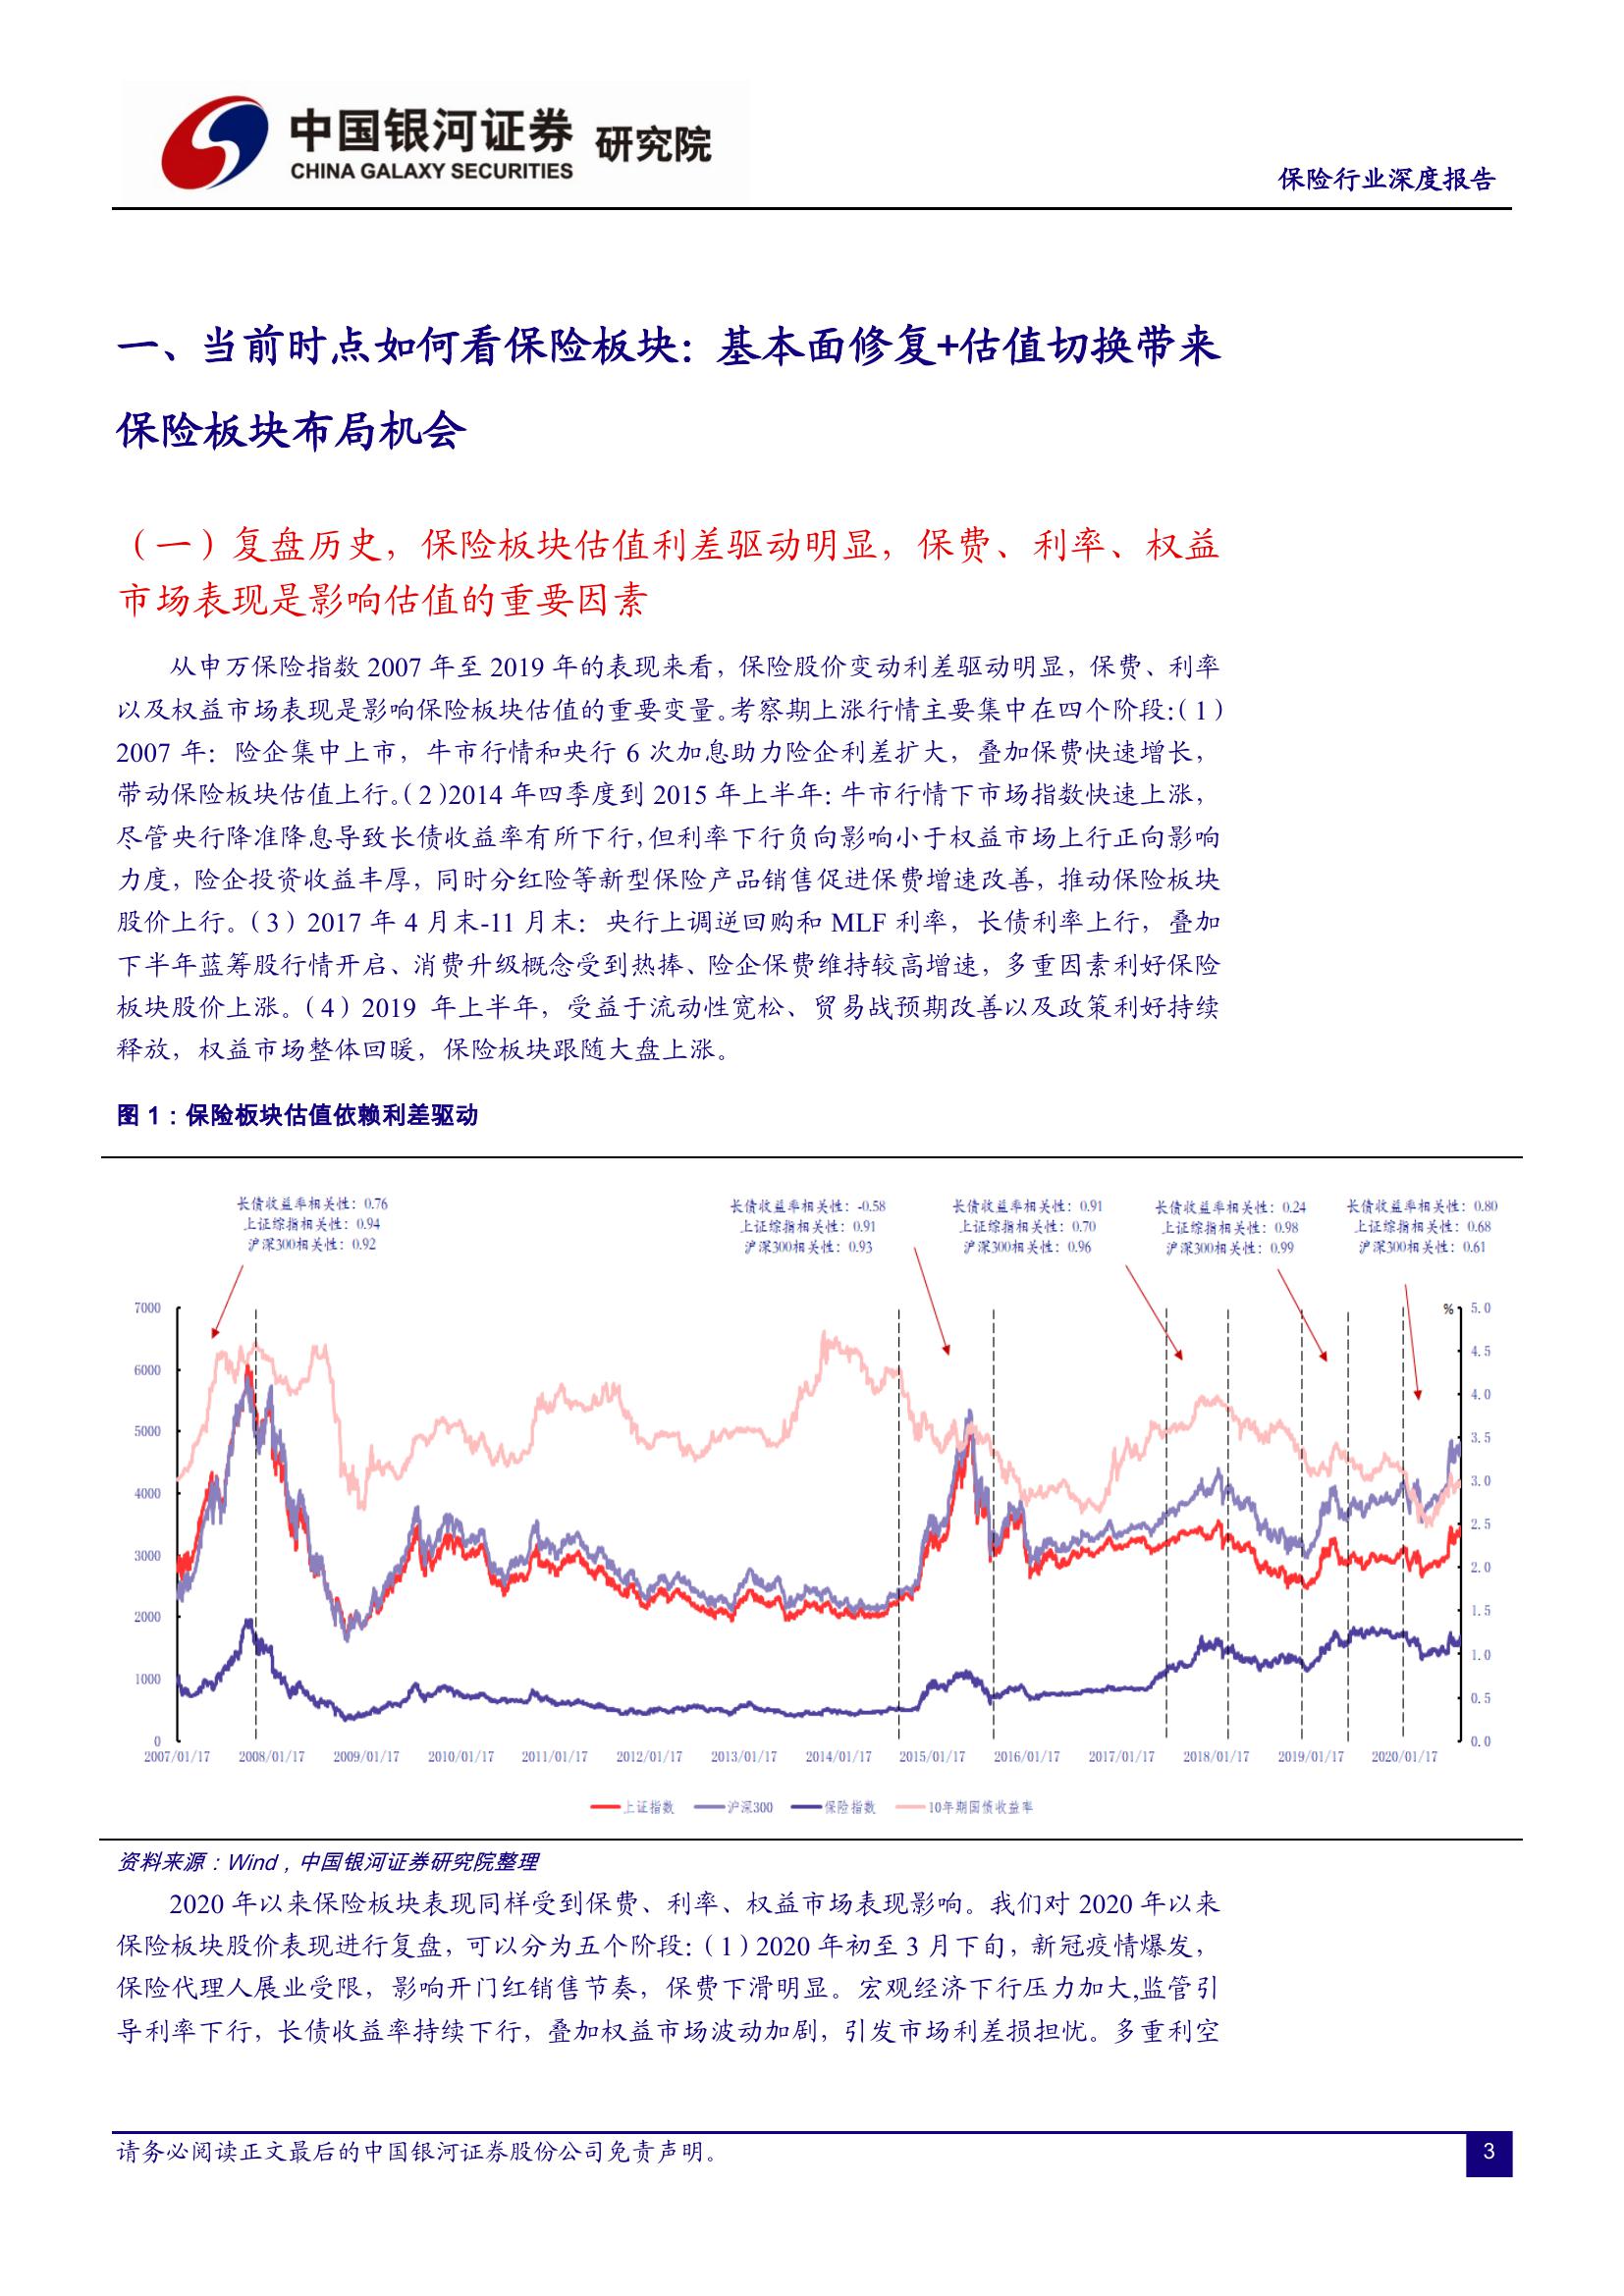 中国银河证券 研究院
CHINA GALAXY SECURITIES
保险行业深度报告
一、当前时点如何看保险板块：基本面修复+估值切换带来
保险板块布局机会
（一）复盘历史，保险板块估值利差驱动明显，保费、利率、权益
市场表现是影响估值的重要因素
从申万保险指数 2007 年至 2019 年的表现来看，保险股价变动利差驱动明显，保费、利率
以及权益市场表现是影响保险板块估值的重要变量。考察期上涨行情主要集中在四个阶段：（1）
2007 年：险企集中上市，牛市行情和央行 6 次加息助力险企利差扩大，叠加保费快速增长，
带动保险板块估值上行。（2）2014 年四季度到 2015 年上半年：牛市行情下市场指数快速上涨，
尽管央行降准降息导致长债收益率有所下行，但利率下行负向影响小于权益市场上行正向影响
力度，险企投资收益丰厚，同时分红险等新型保险产品销售促进保费增速改善，推动保险板块
股价上行。（3）2017 年 4 月末-11 月末：央行上调逆回购和 MLF 利率，长债利率上行，叠加
下半年蓝筹股行情开启、消费升级概念受到热捧、险企保费维持较高增速，多重因素利好保险
板块股价上涨。（4）2019 年上半年，受益于流动性宽松、贸易战预期改善以及政策利好持续
释放，权益市场整体回暖，保险板块跟随大盘上涨。
图 1：保险板块估值依赖利差驱动
长债收益率相关性：0.76
上证综指相关性：0.94
沪深300相关性：0.92
长债收益率相关性：-0.58
上证综指相关性：0.91
沪深300相关性：0.93
长债收益率相关性：0.91
上证综指相关性：0.70
沪深300相关性：0.96
长债收益率相关性：0.24
上证综指相关性：0.98
沪深300相关性：0.99
长债收益率相关性：0.80
上证综指相关性：0.68
沪深300相关性：0.61
7000
6000
5000
4000
3000
2000
1000
0
%
5.0
4.5
4.0
3.5
3.0
2.5
2.0
1.5
1.0
0.5
0.0
2007/01/17 2008/01/17 2009/01/17 2010/01/17 2011/01/17 2012/01/17 2013/01/17 2014/01/17 2015/01/17 2016/01/17 2017/01/17 2018/01/17 2019/01/17 2020/01/17
上证指数 沪深300 保险指数 10年期国债收益率
资料来源：Wind，中国银河证券研究院整理
2020 年以来保险板块表现同样受到保费、利率、权益市场表现影响。我们对 2020 年以来
保险板块股价表现进行复盘，可以分为五个阶段：（1）2020 年初至 3 月下旬，新冠疫情爆发，
保险代理人展业受限，影响开门红销售节奏，保费下滑明显。宏观经济下行压力加大,监管引
导利率下行，长债收益率持续下行，叠加权益市场波动加剧，引发市场利差损担忧。多重利空
请务必阅读正文最后的中国银河证券股份公司免责声明。
3